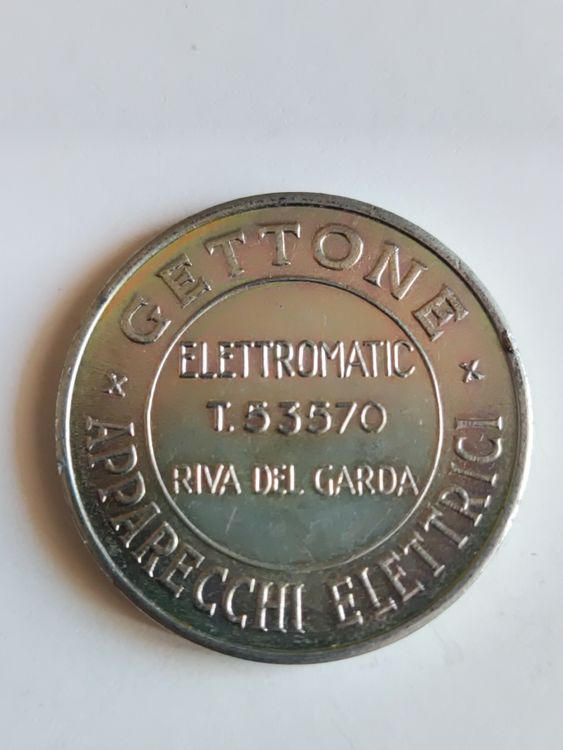 GETTONE
ELETTROMATIC
T.53570
RIVA DEL GARDA
APPARECCHI ELETTRICI